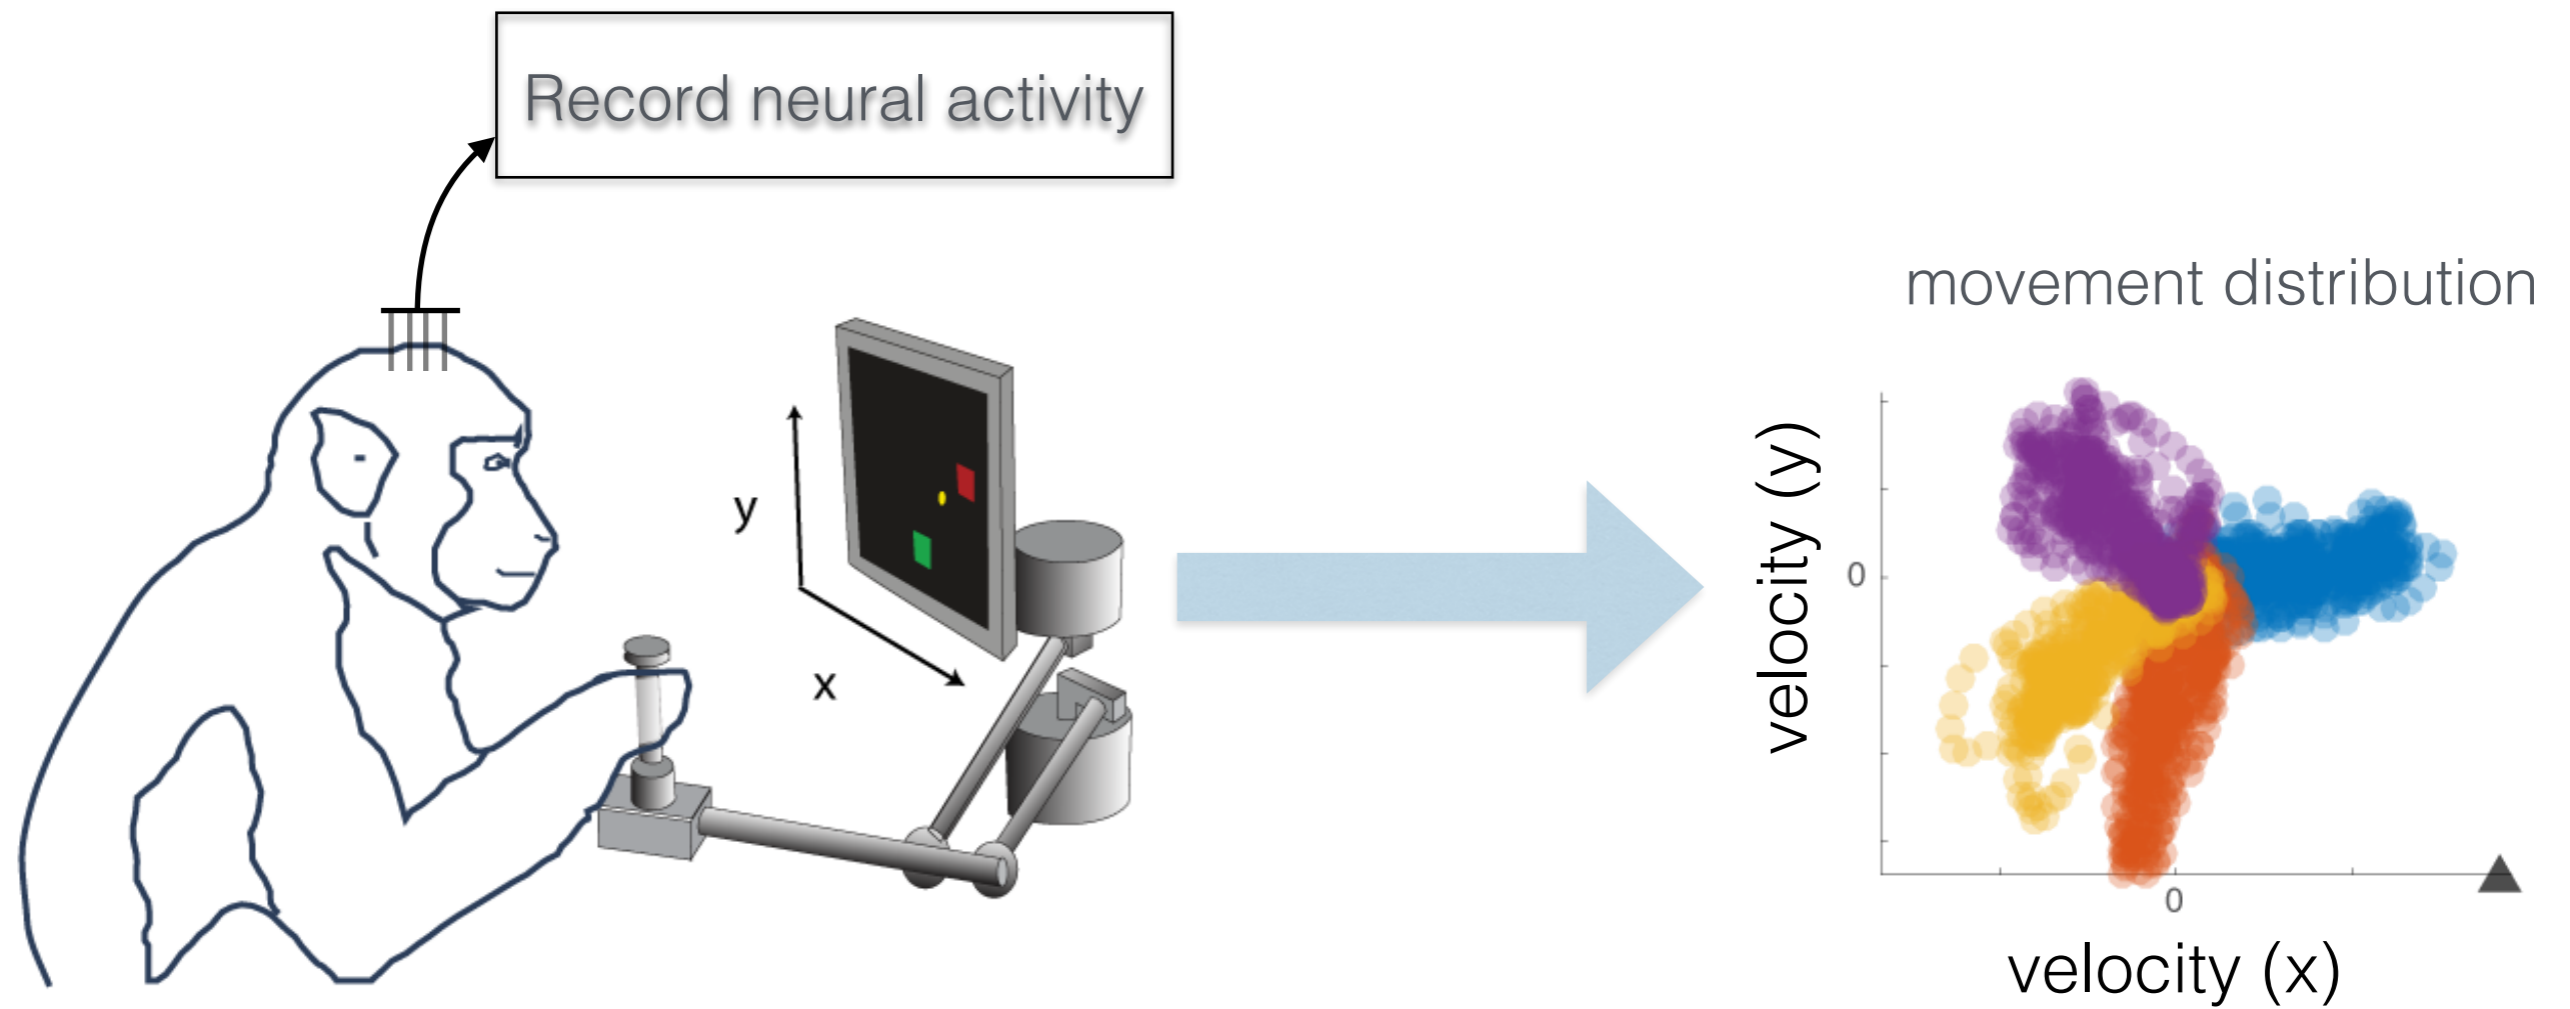 Record neural activity
y
x
movement distribution
velocity (y)
0
0
velocity (x)